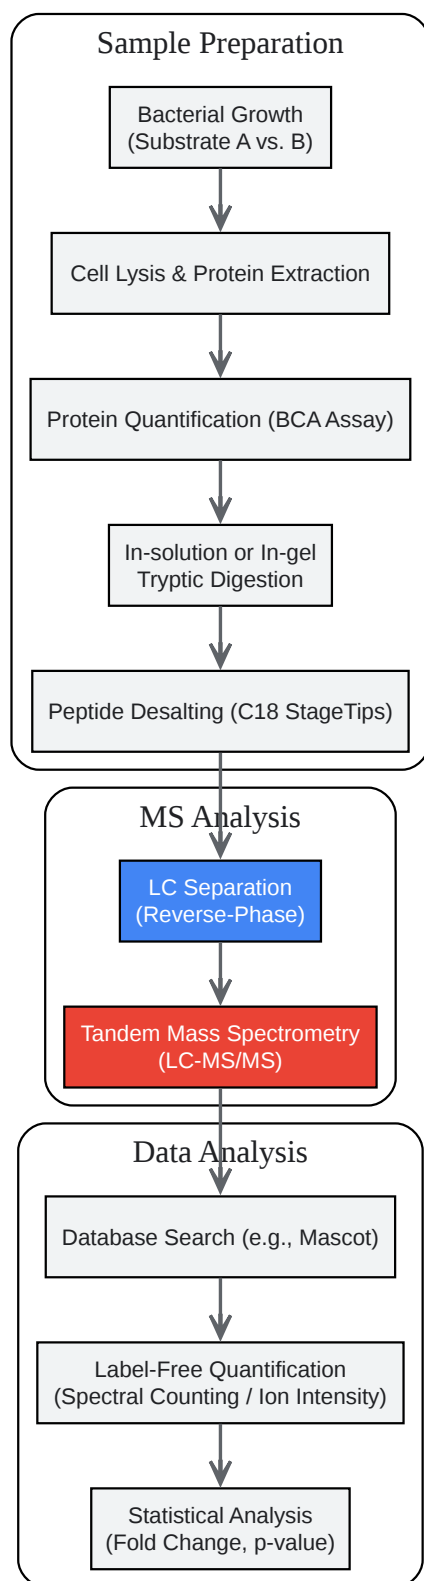 Sample Preparation
Bacterial Growth
(Substrate A vs. B)
Cell Lysis & Protein Extraction
Protein Quantification (BCA Assay)
In-solution or In-gel
Tryptic Digestion
Peptide Desalting (C18 StageTips)
MS Analysis
LC Separation
(Reverse-Phase)
Tandem Mass Spectrometry
(LC-MS/MS)
Data Analysis
Database Search (e.g., Mascot)
Label-Free Quantification
(Spectral Counting / Ion Intensity)
Statistical Analysis
(Fold Change, p-value)